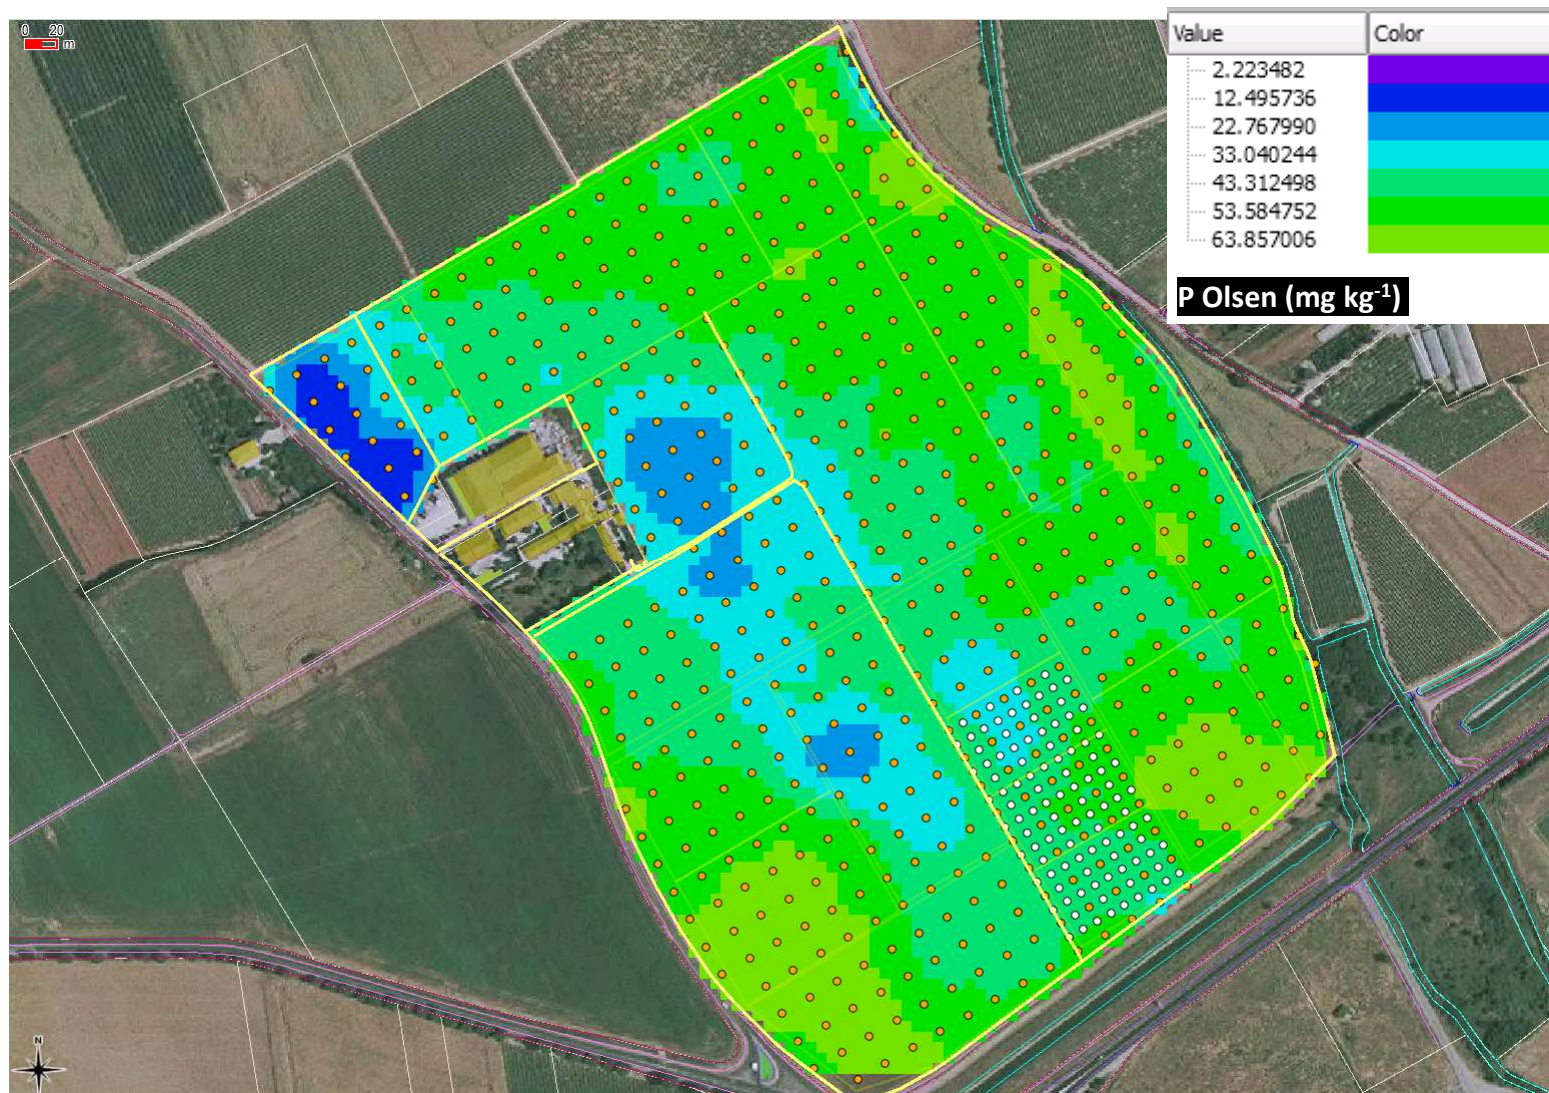 0 20
m
Value Color
2.223482
12.495736
22.767990
33.040244
43.312498
53.584752
63.857006
P Olsen (mg kg-1)
N